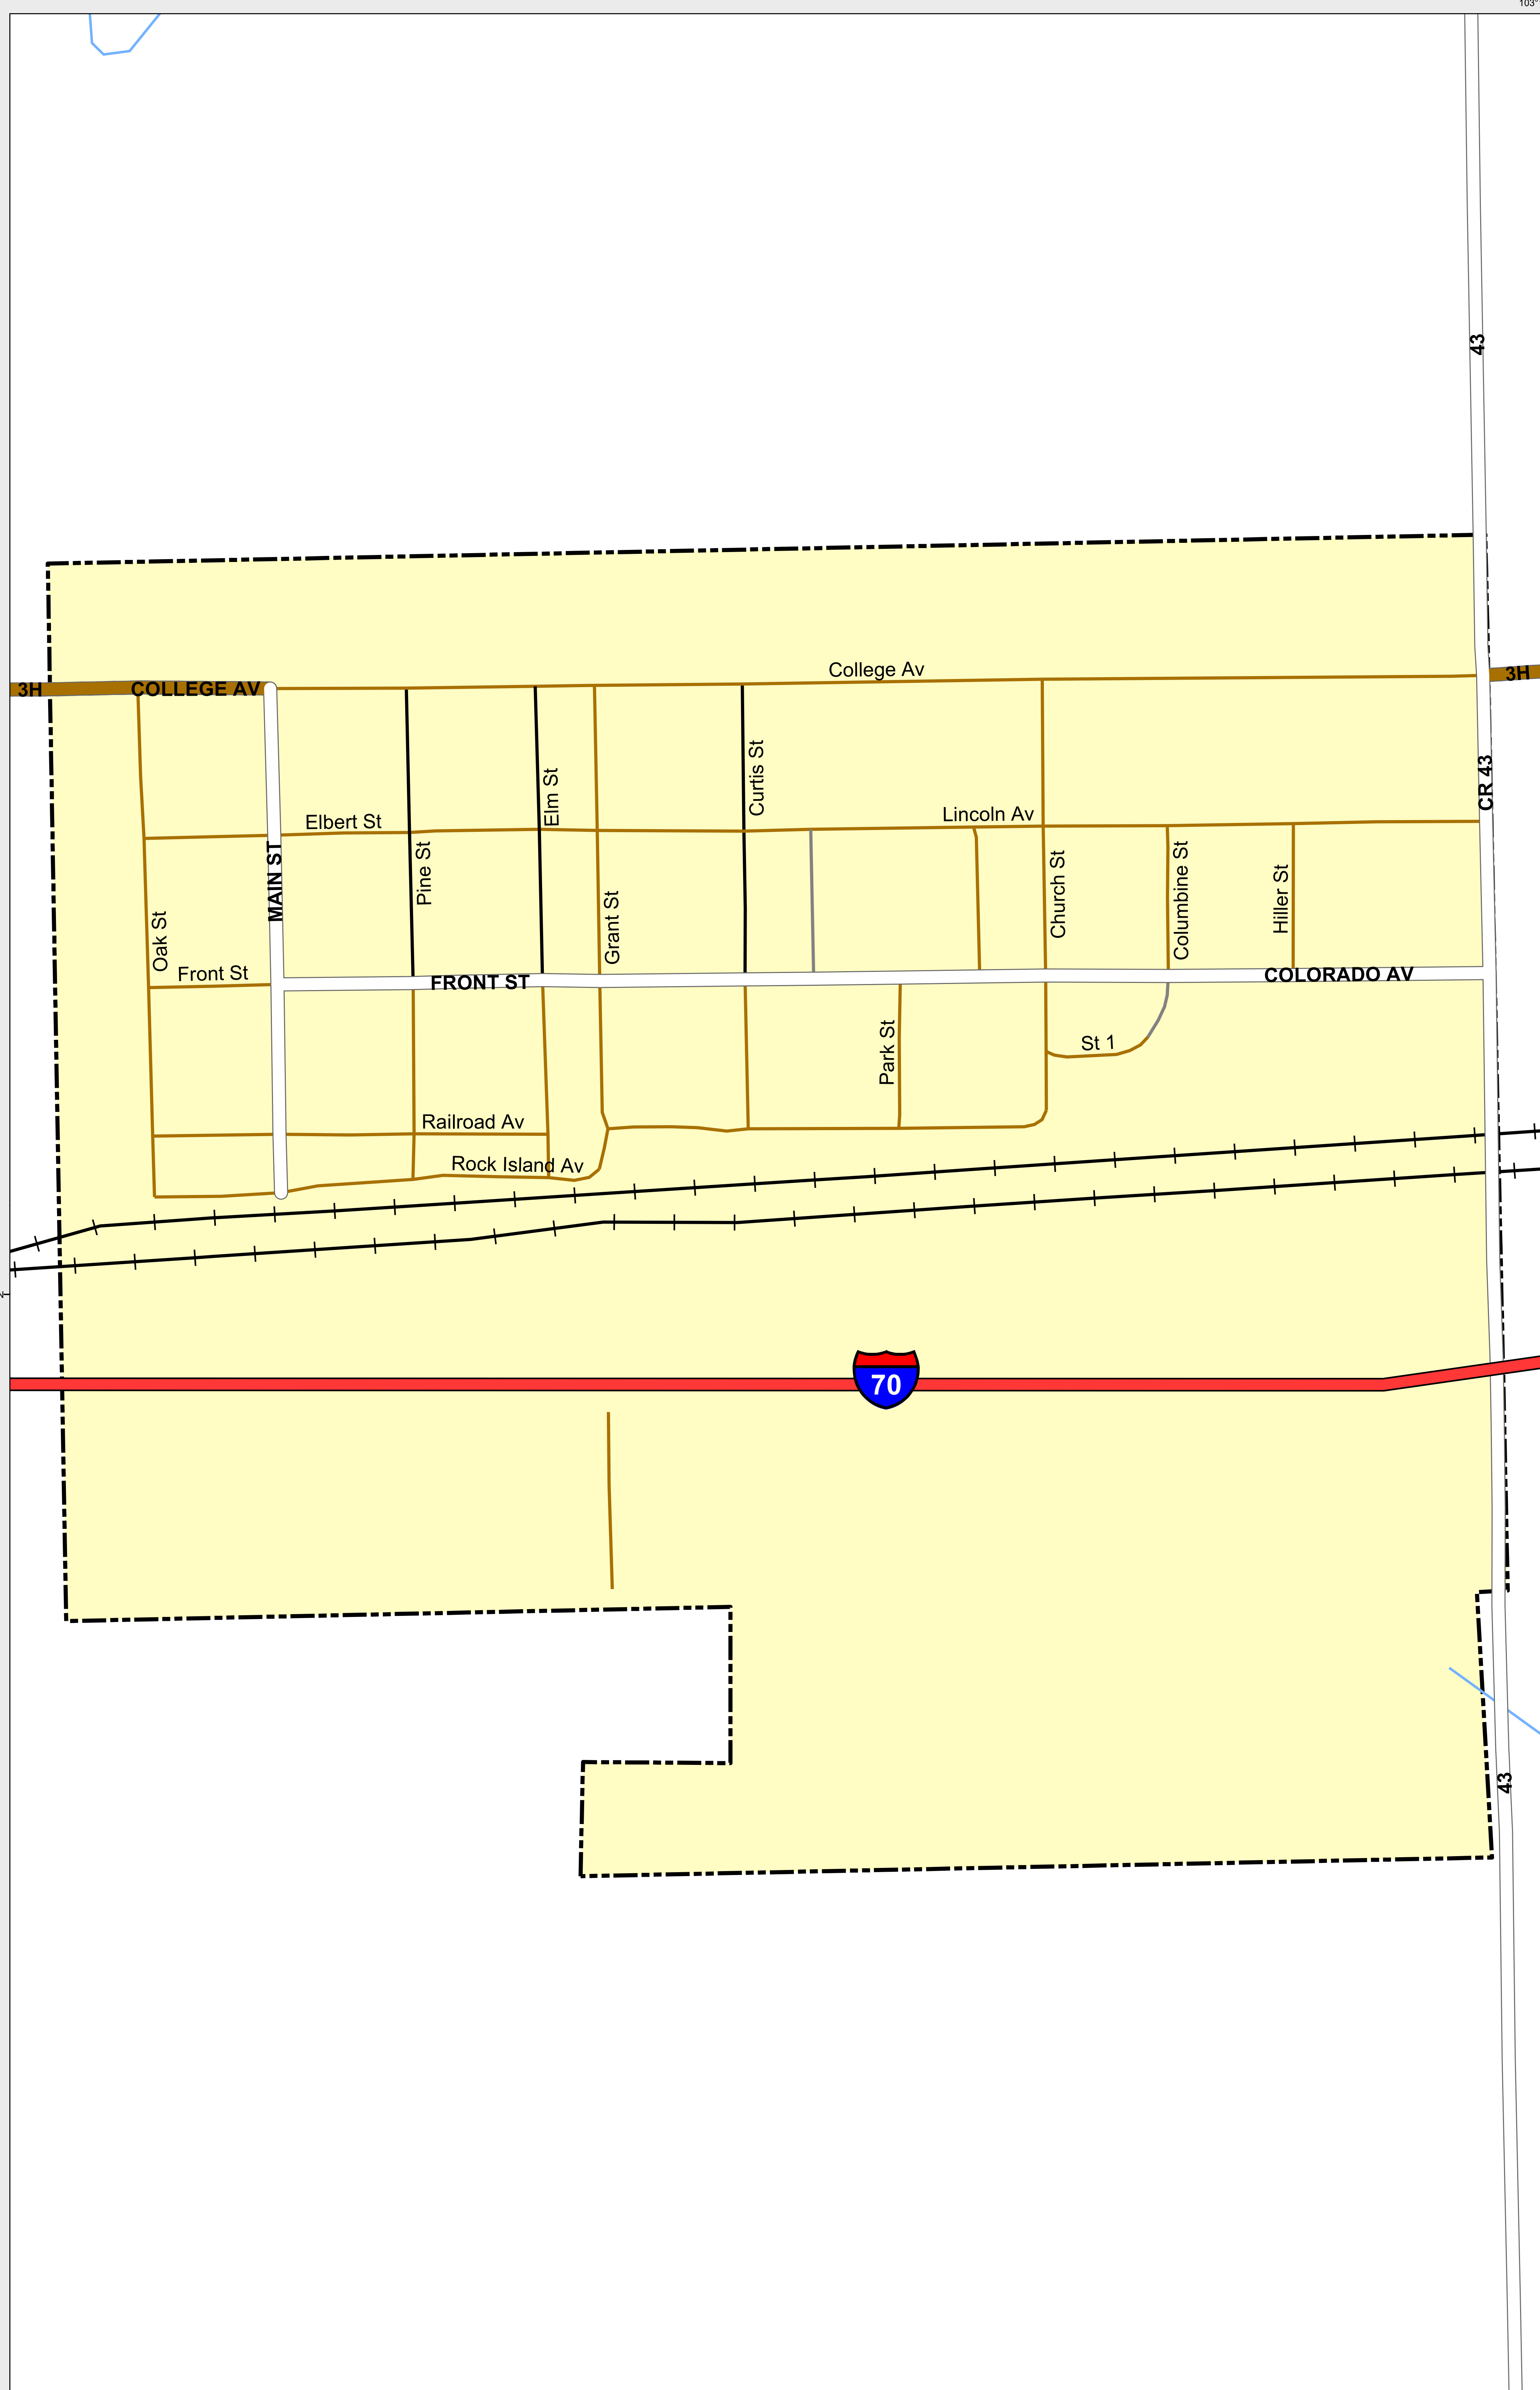 103°
43
College Av
3H
COLLEGE AV
3H
Curtis St
CR 43
Elm St
Lincoln Av
Elbert St
MAIN ST
Pine St
Church St
Columbine St
Hiller St
Grant St
Oak St
Front St
FRONT ST
COLORADO AV
Park St
St 1
Railroad Av
Rock Island Av
70
43